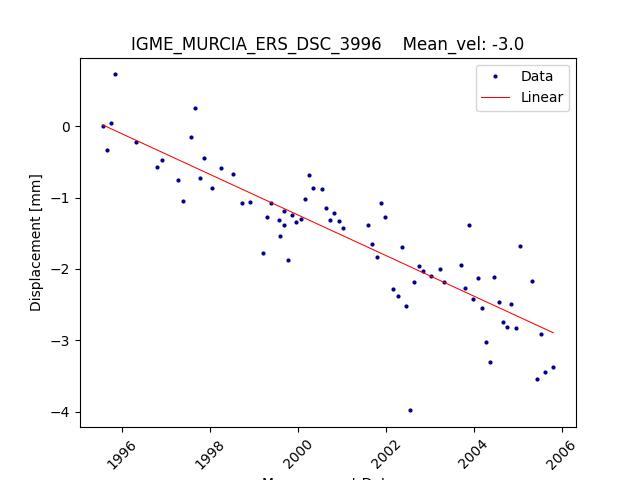 IGME_MURCIA_ERS_DSC_3996    Mean_vel: -3.0
Data
Linear
Displacement [mm]
0
−1
−2
−3
−4
1996
1998
2000
2002
2004
2006